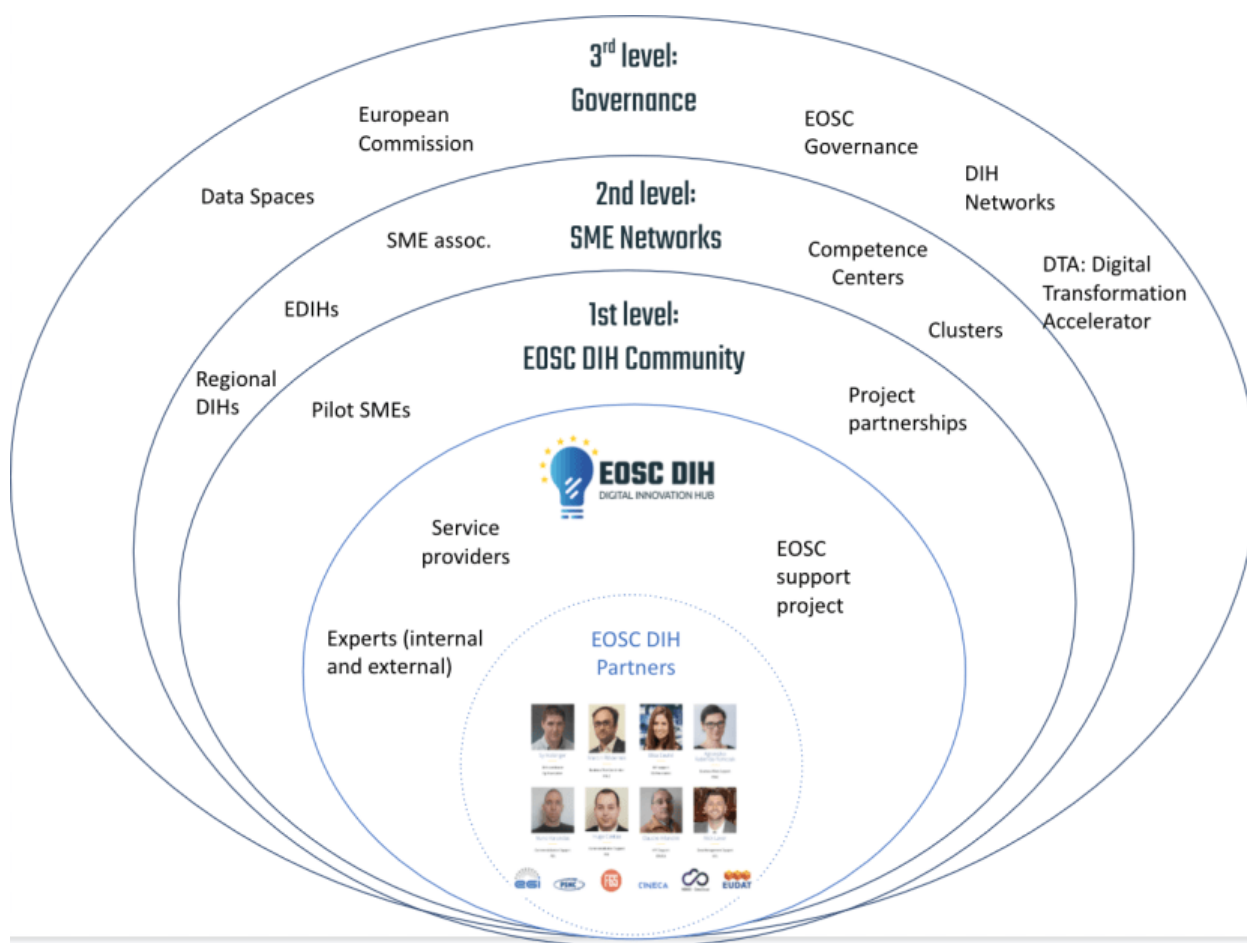 3rd level:
Governance
European
Commission
EOSC
Governance
Data Spaces
DIH
Networks
2nd level:
SME Networks
SME assoc.
Competence
Centers
DTA: Digital
Transformation
Accelerator
EDIHs
Clusters
1st level:
EOSC DIH Community
Regional
DIHs
Pilot SMEs
Project
partnerships
EOSC DIH
DIGITAL INNOVATION HUB
Service
providers
EOSC
support
project
Experts (internal
and external)
EOSC DIH
Partners
PSNC
CINECA
EUDAT